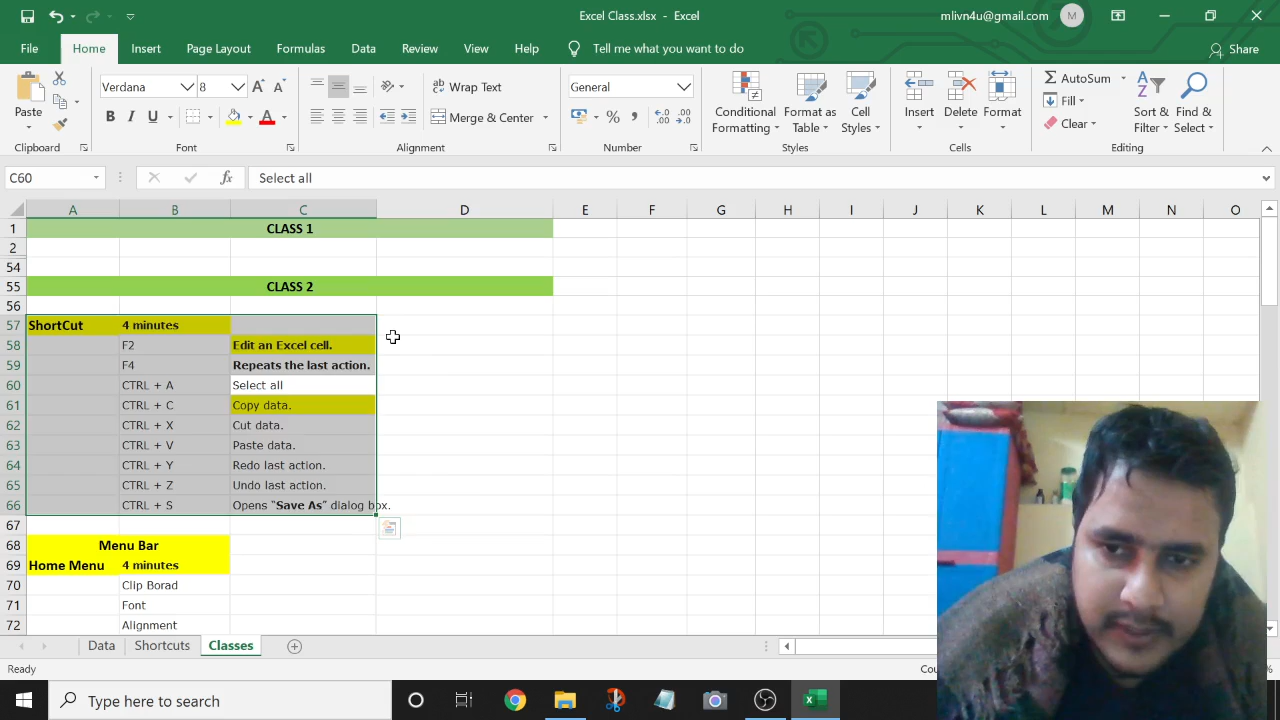 Excel Class.xlsx - Excel
mlivn4u@gmail.com M
File Home Insert Page Layout Formulas Data Review View Help Tell me what you want to do Share
Paste
Clipboard
Verdana 8
A A
B I U A
Font
Wrap Text
Merge & Center
Alignment
General
% ,
Number
Conditional Formatting
Format as Table
Cell Styles
Styles
Insert Delete Format
Cells
AutoSum
Fill
Clear
Sort & Filter
Find & Select
Editing
C60 fx Select all
A B C D E F G H I J K L M N O
1 CLASS 1
2
54
55 CLASS 2
56
57 ShortCut 4 minutes
58 F2 Edit an Excel cell.
59 F4 Repeats the last action.
60 CTRL + A Select all
61 CTRL + C Copy data.
62 CTRL + X Cut data.
63 CTRL + V Paste data.
64 CTRL + Y Redo last action.
65 CTRL + Z Undo last action.
66 CTRL + S Opens “Save As” dialog box.
67
68 Menu Bar
69 Home Menu 4 minutes
70 Clip Borad
71 Font
72 Alignment
Data Shortcuts Classes
Ready
Type here to search